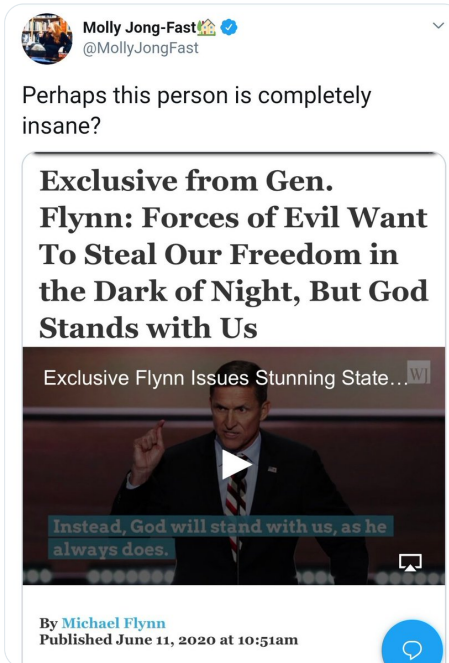 Molly Jong-Fast
@MollyJongFast
Perhaps this person is completely
insane?
Exclusive from Gen.
Flynn: Forces of Evil Want
To Steal Our Freedom in
the Dark of Night, But God
Stands with Us
Exclusive Flynn Issues Stunning State...
W|
Instead, God will stand with us, as he
always does.
By Michael Flynn
Published June 11, 2020 at 10:51am